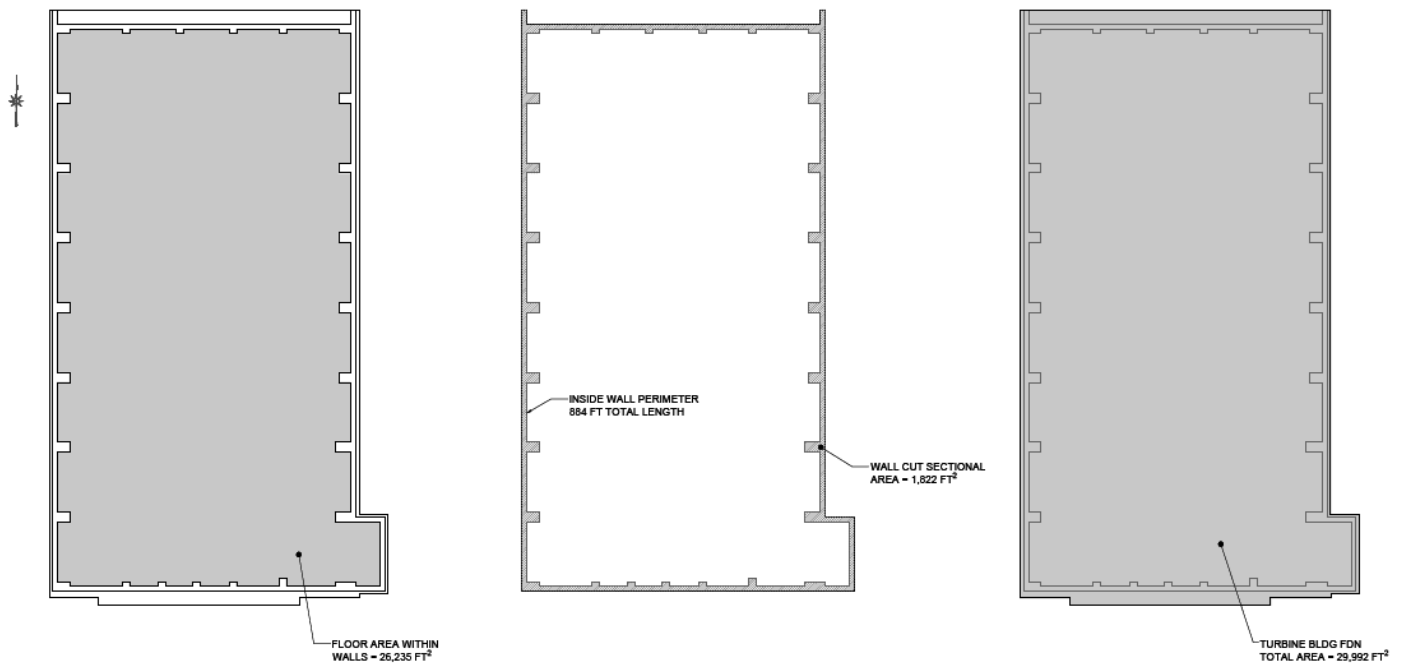 INSIDE WALL PERIMETER
884 FT TOTAL LENGTH
WALL CUT SECTIONAL
AREA = 1,822 FT²
FLOOR AREA WITHIN
WALLS = 26,235 FT²
TURBINE BLDG FDN
TOTAL AREA = 29,992 FT²